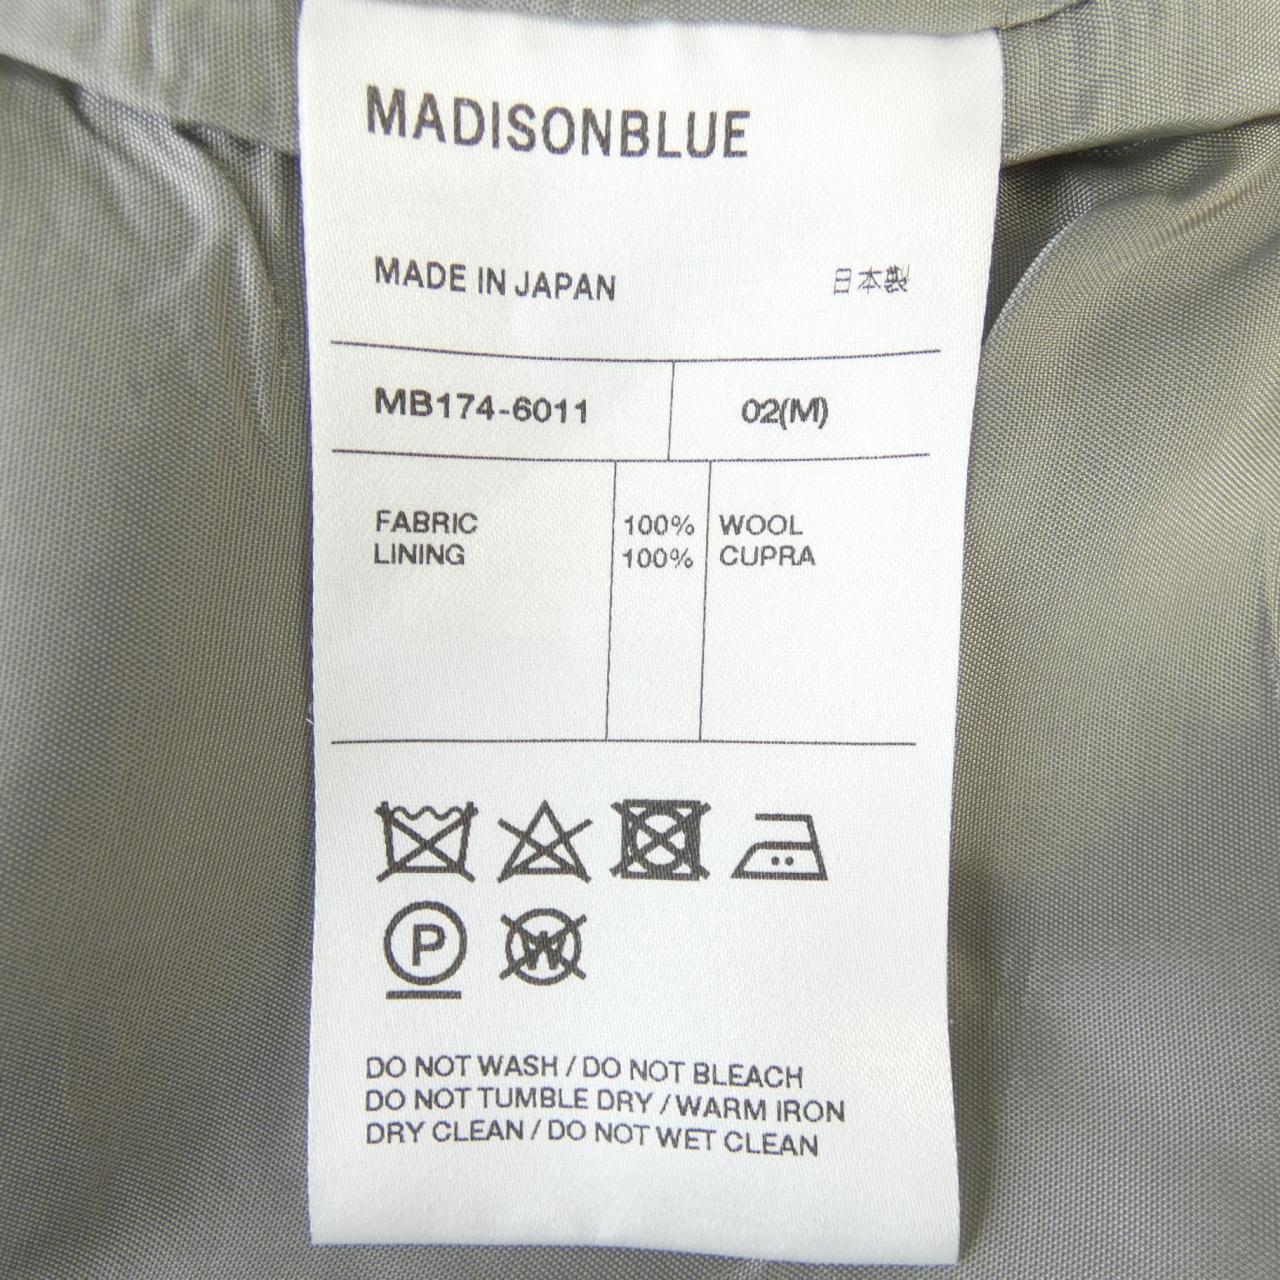 MADISONBLUE
MADE IN JAPAN 日本製
MB174-6011 02(M)
FABRIC 100% WOOL
LINING 100% CUPRA
P W
DO NOT WASH / DO NOT BLEACH
DO NOT TUMBLE DRY / WARM IRON
DRY CLEAN / DO NOT WET CLEAN